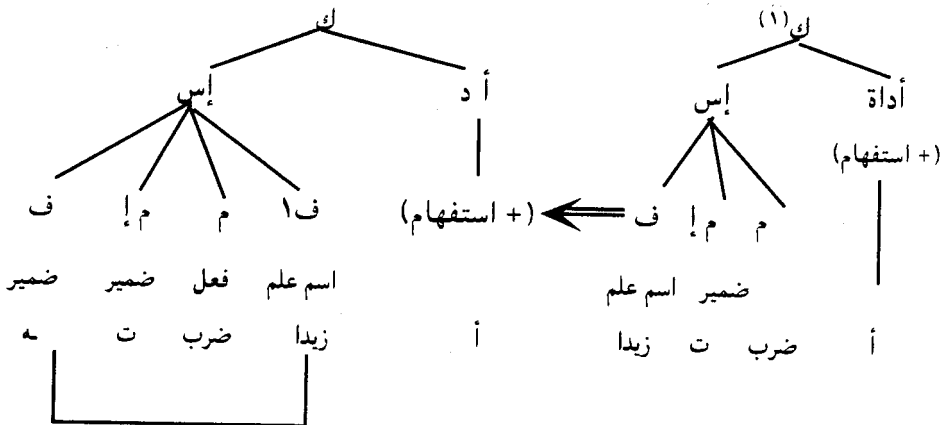 ك(١) ك
أداة إس أ د إس
(+ استفهام)
م م إ ف (+ استفهام) ف١ م م إ ف
ضمير اسم علم اسم علم فعل ضمير ضمير
أ ضرب ت زيدا أ زيدا ضرب ت ـه